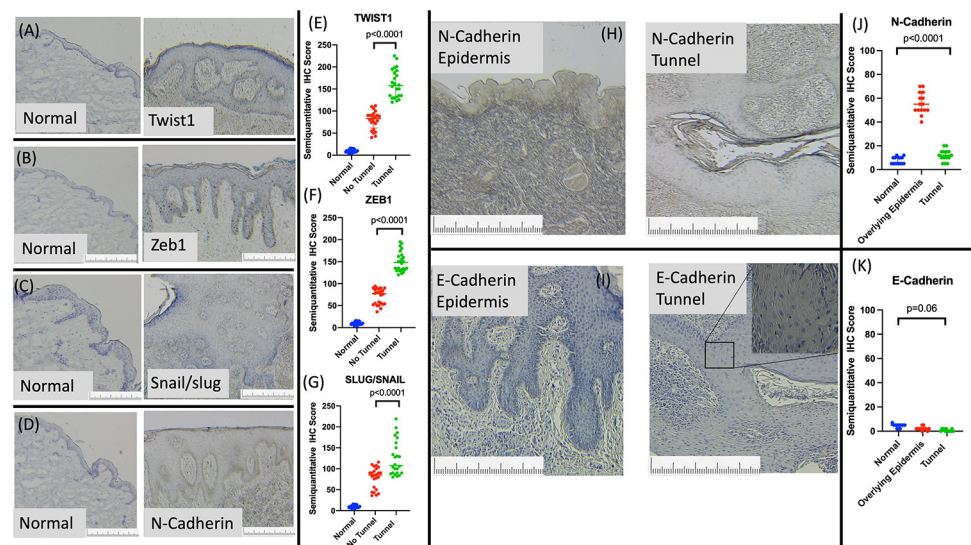 (A)
Normal
Twist1
(B)
Normal
Zeb1
(C)
Normal
Snail/slug
(D)
Normal
N-Cadherin
(E)
TWIST1
p<0.0001
Semiquantitative IHC Score
250
200
150
100
50
0
Normal
No Tunnel
Tunnel
(F)
ZEB1
p<0.0001
Semiquantitative IHC Score
250
200
150
100
50
0
Normal
No Tunnel
Tunnel
(G)
SLUG/SNAIL
p<0.0001
Semiquantitative IHC Score
250
200
150
100
50
0
Normal
No Tunnel
Tunnel
N-Cadherin
Epidermis
(H)
N-Cadherin
Tunnel
E-Cadherin
Epidermis
(I)
E-Cadherin
Tunnel
(J)
N-Cadherin
p<0.0001
Semiquantitative IHC Score
100
80
60
40
20
0
Normal
Overlying Epidermis
Tunnel
(K)
E-Cadherin
p=0.06
Semiquantitative IHC Score
100
80
60
40
20
0
Normal
Overlying Epidermis
Tunnel